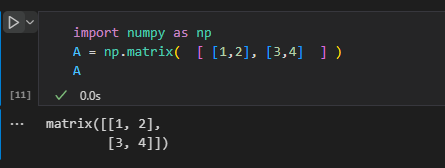 import numpy as np
A = np.matrix(  [ [1,2], [3,4]  ] )
A
[11]
0.0s
... matrix([[1, 2],
        [3, 4]])